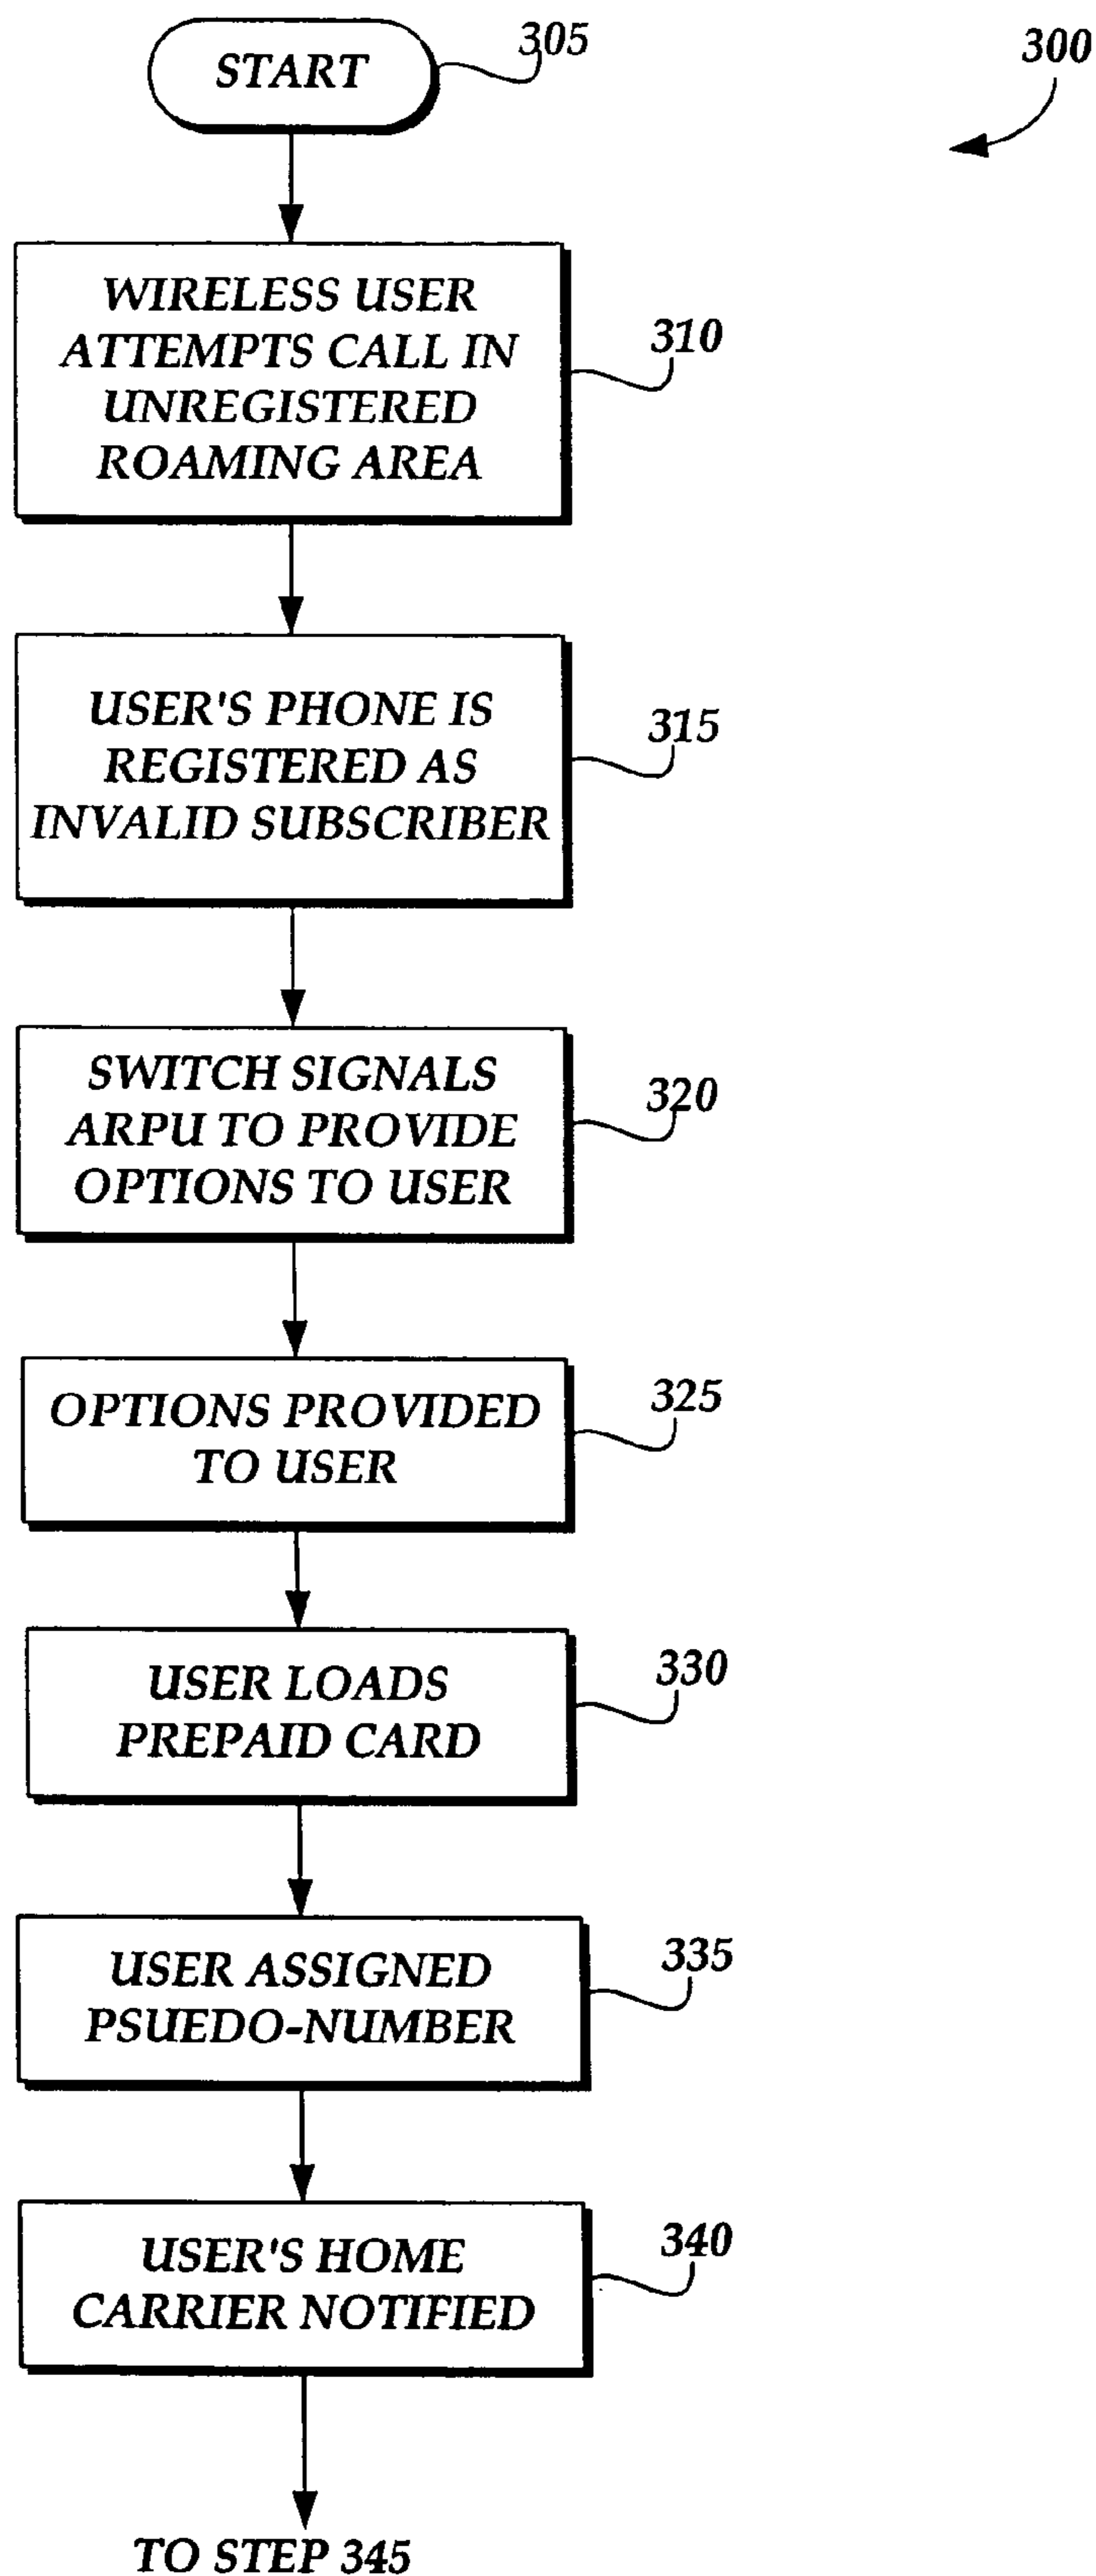 START
305
300
WIRELESS USER
ATTEMPTS CALL IN
UNREGISTERED
ROAMING AREA
310
USER'S PHONE IS
REGISTERED AS
INVALID SUBSCRIBER
315
SWITCH SIGNALS
ARPU TO PROVIDE
OPTIONS TO USER
320
OPTIONS PROVIDED
TO USER
325
USER LOADS
PREPAID CARD
330
USER ASSIGNED
PSUEDO-NUMBER
335
USER'S HOME
CARRIER NOTIFIED
340
TO STEP 345